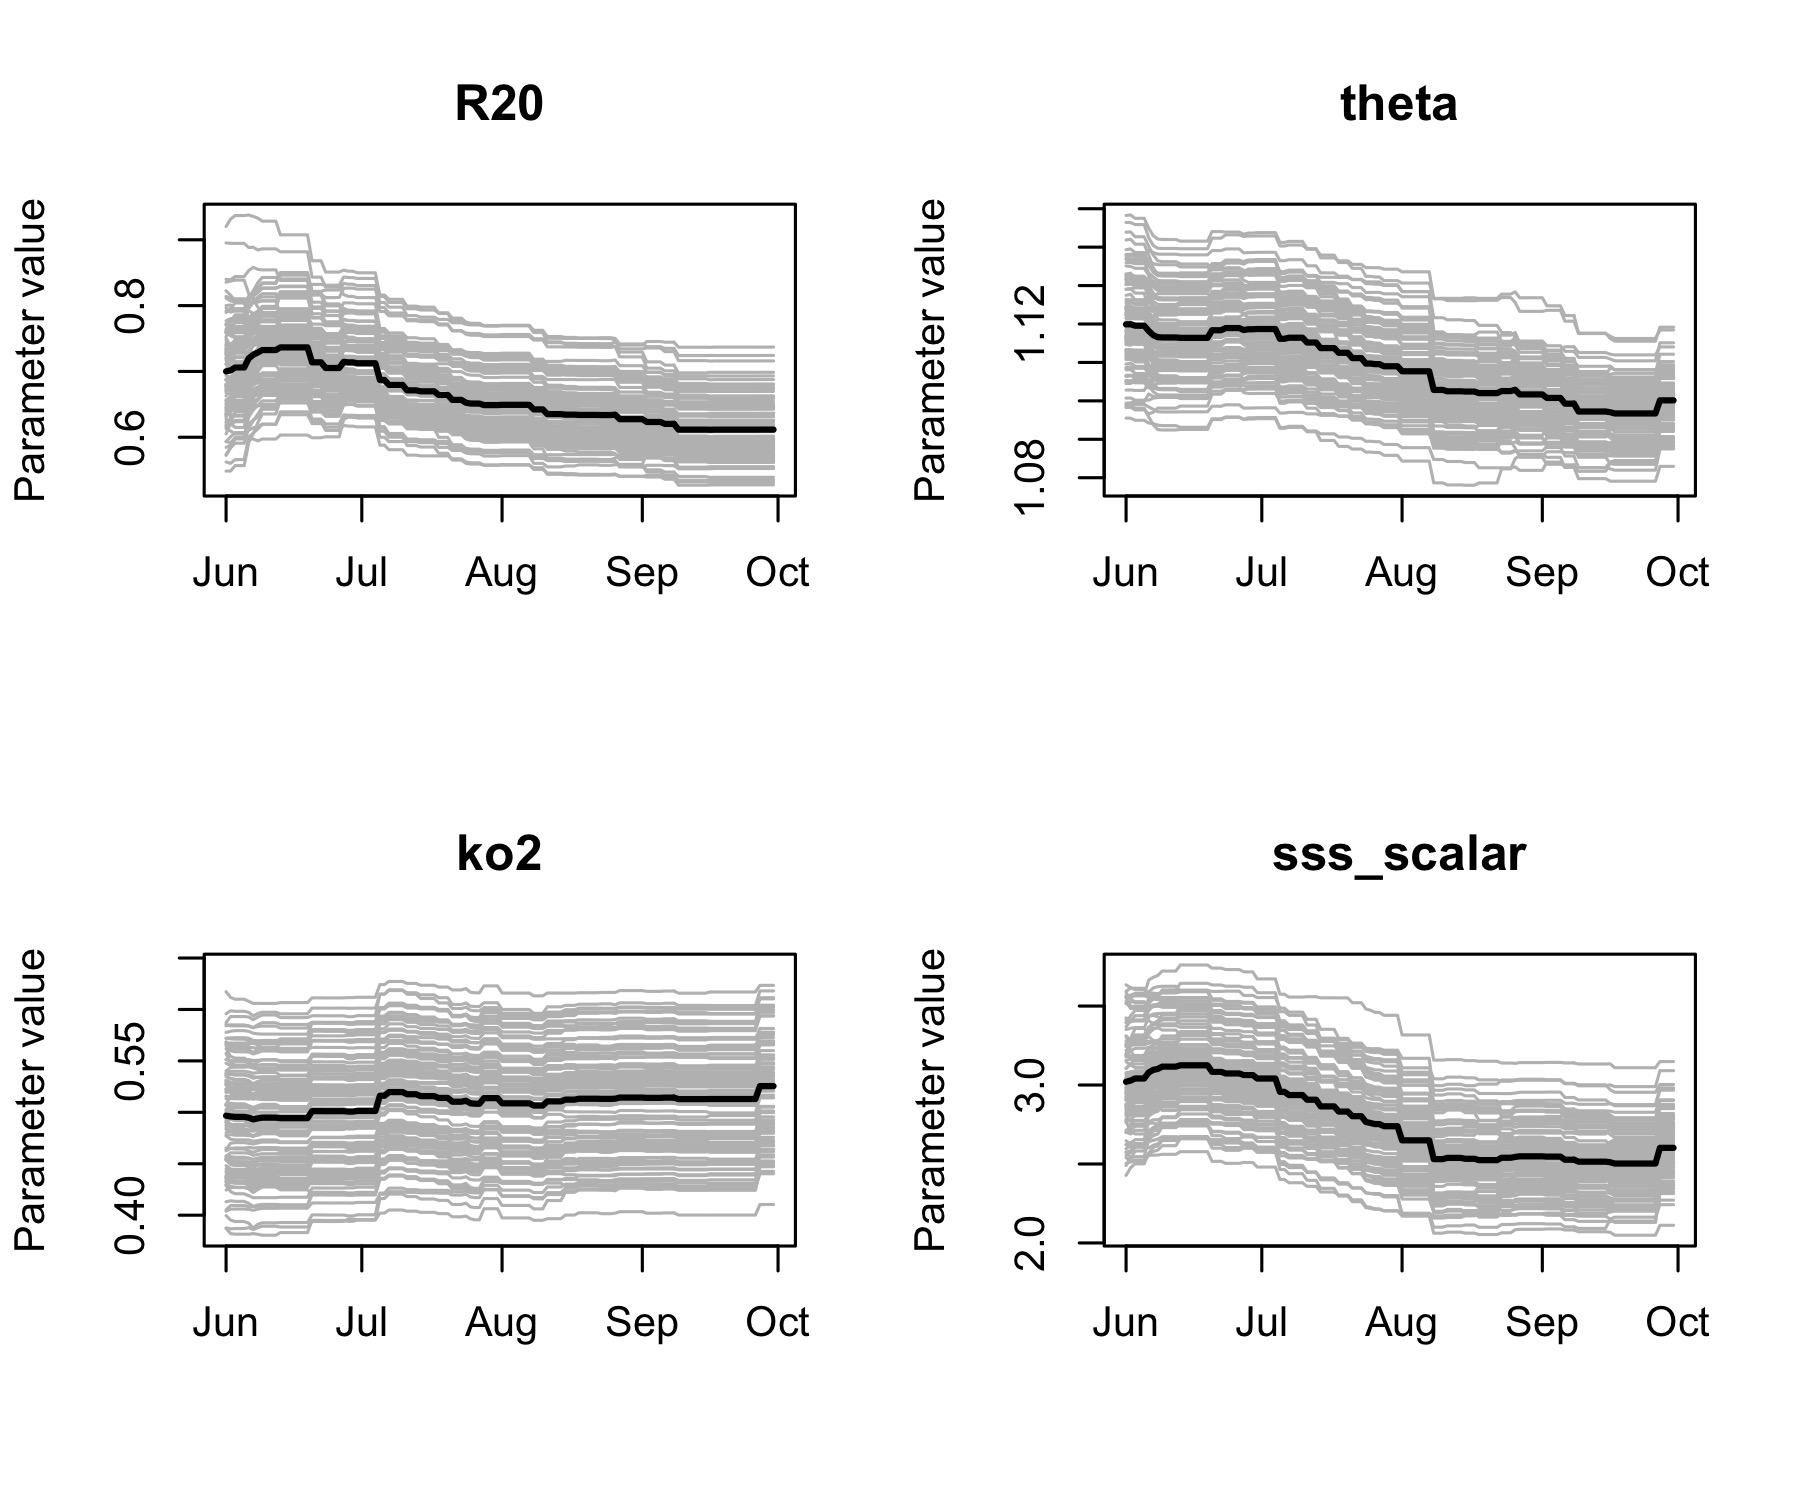 R20
Parameter value
0.8
0.6
Jun Jul Aug Sep Oct
theta
Parameter value
1.12
1.08
Jun Jul Aug Sep Oct
ko2
Parameter value
0.55
0.40
Jun Jul Aug Sep Oct
sss_scalar
Parameter value
3.0
2.0
Jun Jul Aug Sep Oct